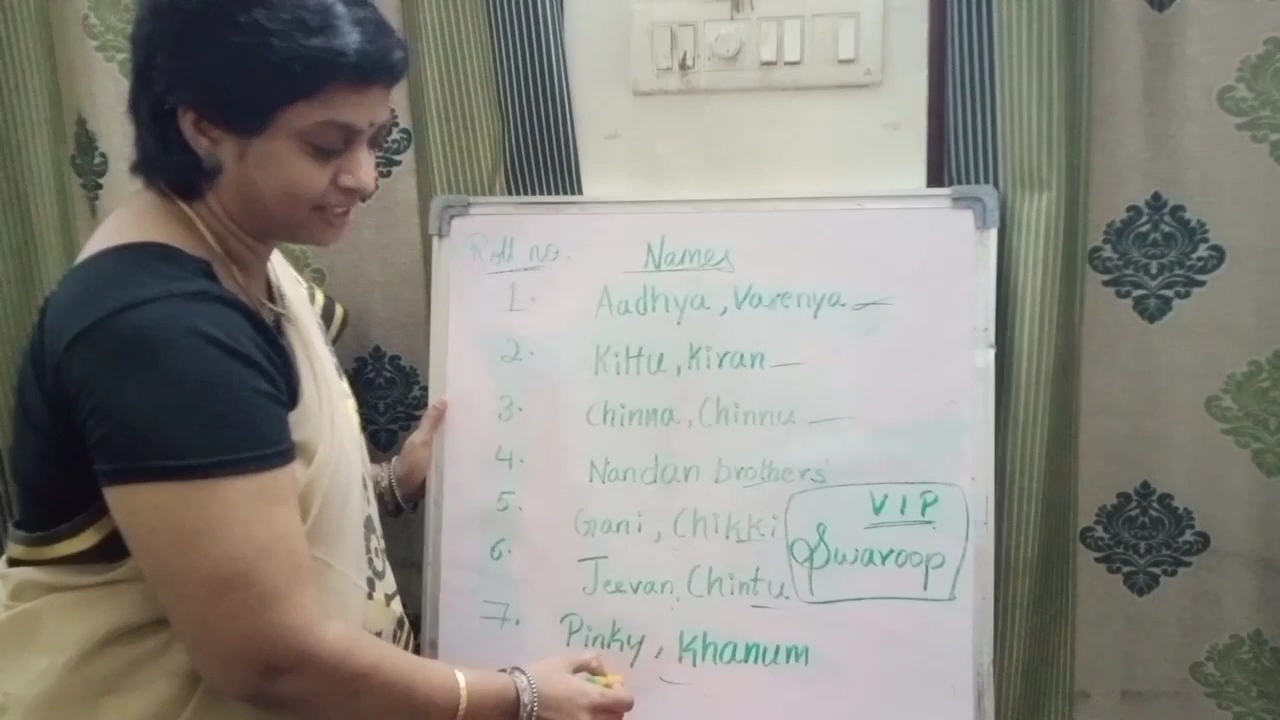 Roll no. Names
1. Aadhya, Varenya
2. Kittu, Kiran
3. Chinna, Chinnu
4. Nandan brothers
5. Gani, Chikki
6. Jeevan, Chintu
7. Pinky, Khanum
VIP
Swaroop